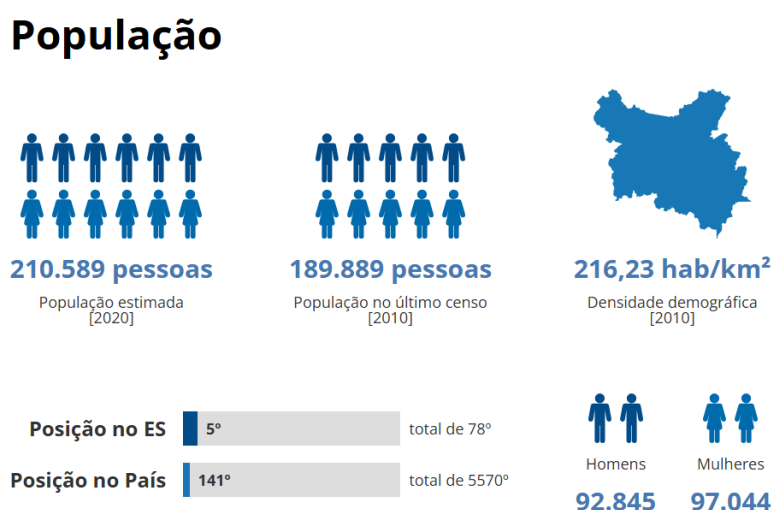 População
210.589 pessoas
População estimada
[2020]
189.889 pessoas
População no último censo
[2010]
216,23 hab/km²
Densidade demográfica
[2010]
Posição no ES
5º
total de 78º
Posição no País
141º
total de 5570º
Homens
92.845
Mulheres
97.044